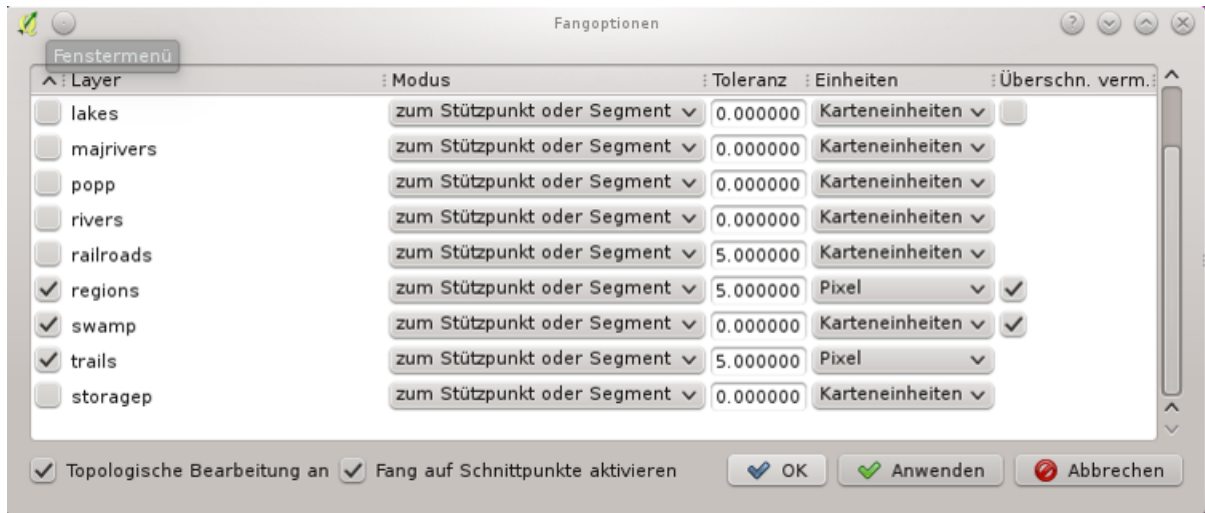 Fangoptionen
Fenstermenü
Layer Modus Toleranz Einheiten Überschn. verm.
lakes zum Stützpunkt oder Segment 0.000000 Karteneinheiten
majrivers zum Stützpunkt oder Segment 0.000000 Karteneinheiten
popp zum Stützpunkt oder Segment 0.000000 Karteneinheiten
rivers zum Stützpunkt oder Segment 0.000000 Karteneinheiten
railroads zum Stützpunkt oder Segment 5.000000 Karteneinheiten
regions zum Stützpunkt oder Segment 5.000000 Pixel
swamp zum Stützpunkt oder Segment 0.000000 Karteneinheiten
trails zum Stützpunkt oder Segment 5.000000 Pixel
storagep zum Stützpunkt oder Segment 0.000000 Karteneinheiten
Topologische Bearbeitung an Fang auf Schnittpunkte aktivieren OK Anwenden Abbrechen